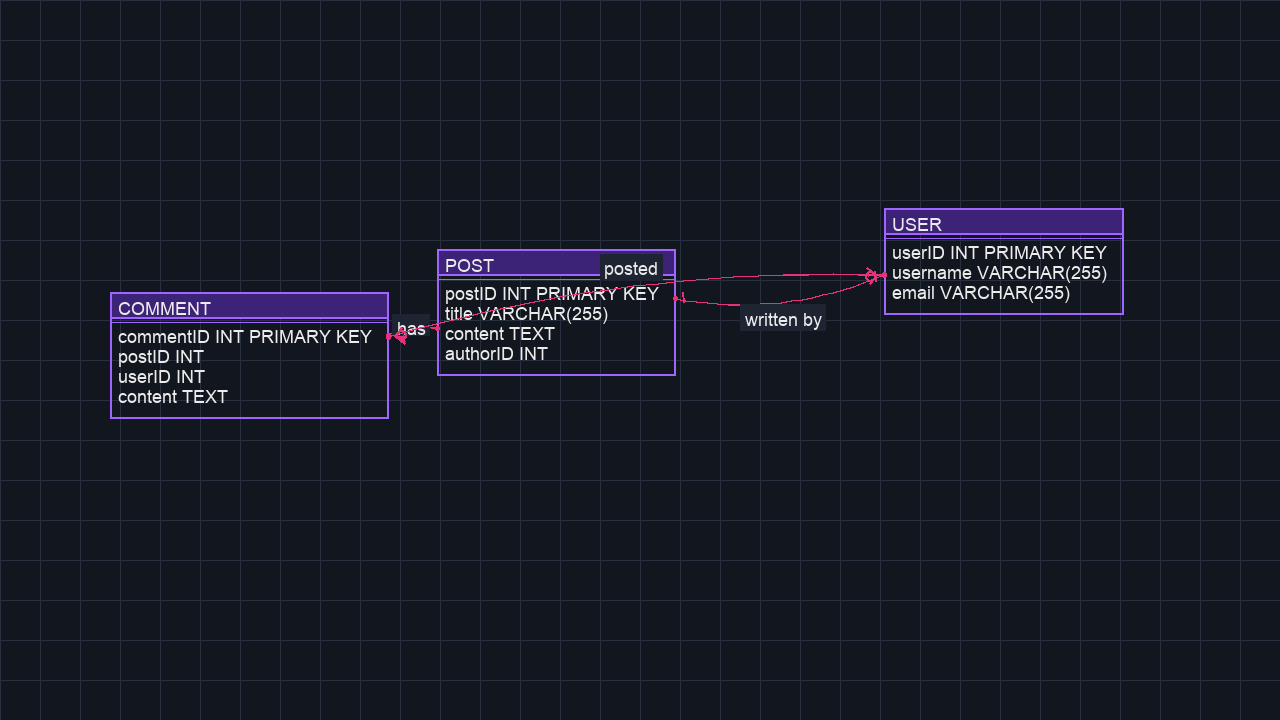 COMMENT
commentID INT PRIMARY KEY
postID INT
userID INT
content TEXT
has
POST
postID INT PRIMARY KEY
title VARCHAR(255)
content TEXT
authorID INT
posted
written by
USER
userID INT PRIMARY KEY
username VARCHAR(255)
email VARCHAR(255)